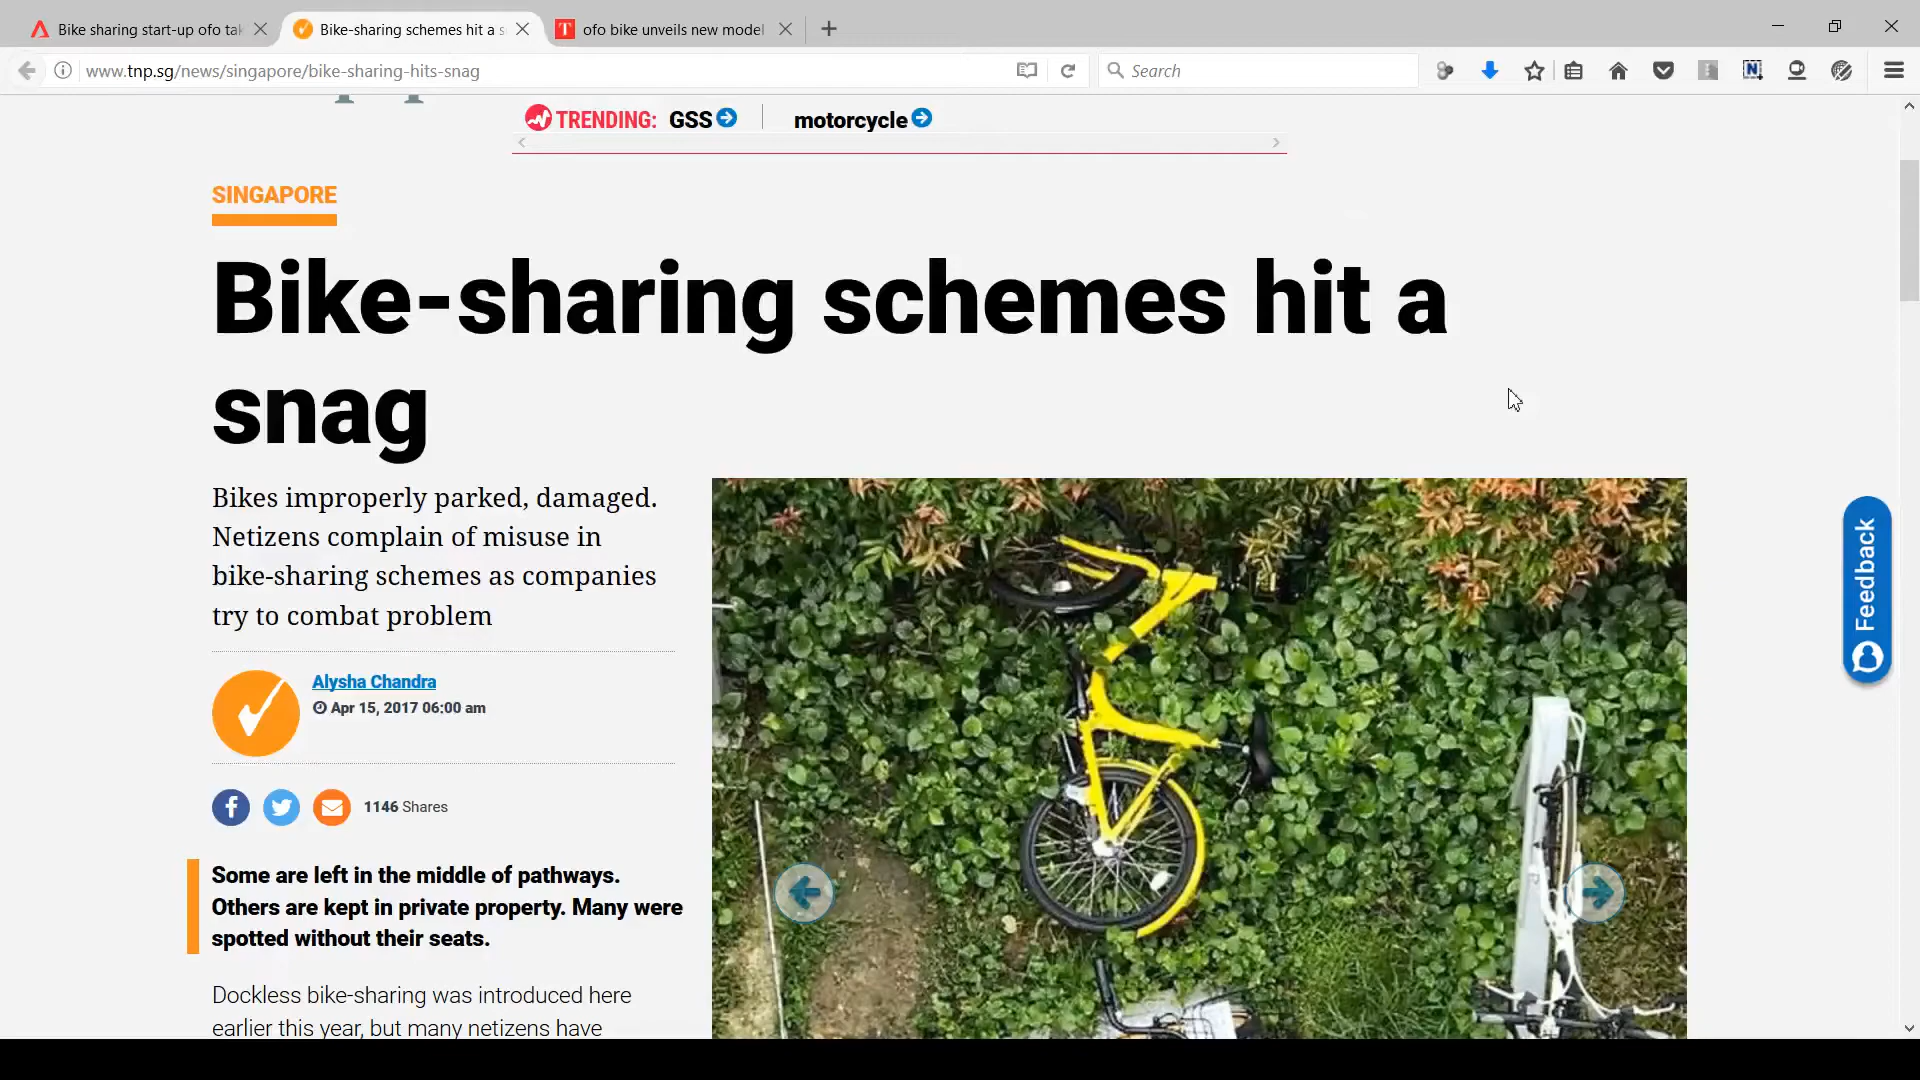 Bike sharing start-up ofo tak
Bike-sharing schemes hit a s
T
ofo bike unveils new model
www.tnp.sg/news/singapore/bike-sharing-hits-snag
Search
N
TRENDING: GSS motorcycle
SINGAPORE
Bike-sharing schemes hit a
snag
Bikes improperly parked, damaged.
Netizens complain of misuse in
bike-sharing schemes as companies
try to combat problem
Alysha Chandra
Apr 15, 2017 06:00 am
1146 Shares
Some are left in the middle of pathways.
Others are kept in private property. Many were
spotted without their seats.
Dockless bike-sharing was introduced here
earlier this year, but many netizens have
Feedback